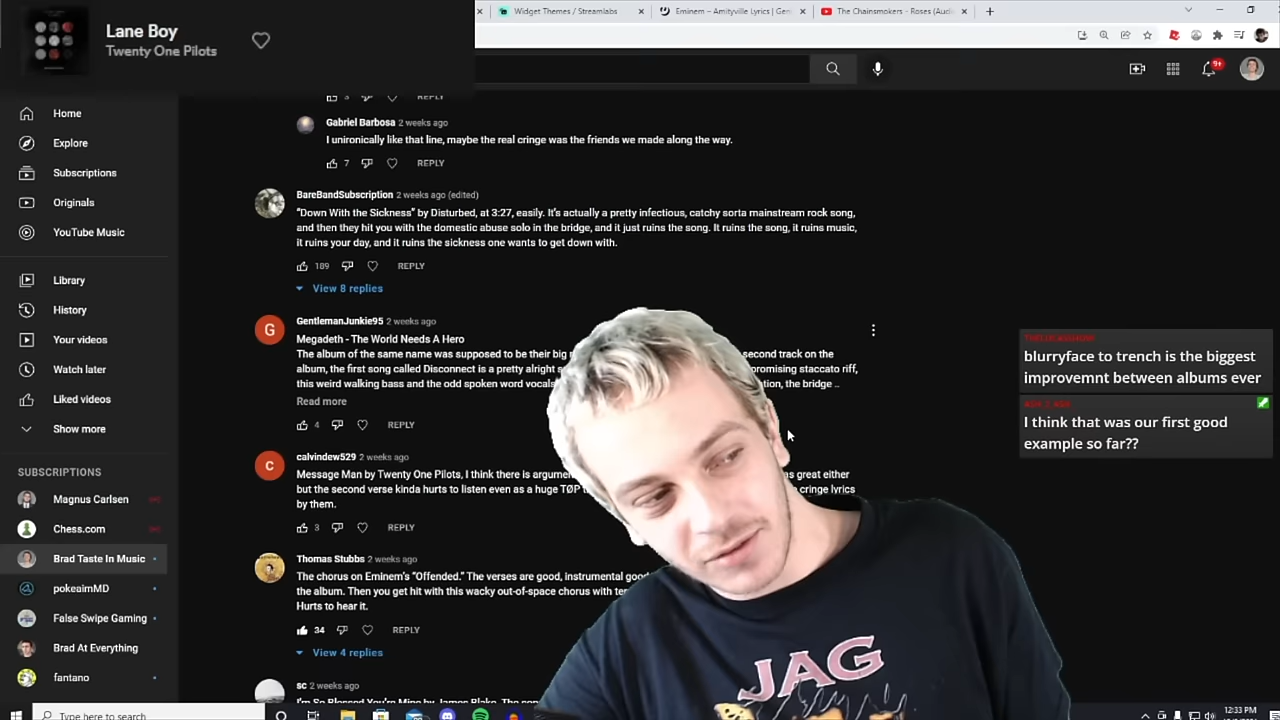 Lane Boy
Twenty One Pilots
Widget Themes / Streamlabs
Eminem – Amityville Lyrics | Gen
The Chainsmokers - Roses (Audi
9+
Home
Explore
Subscriptions
Originals
YouTube Music
Library
History
Your videos
Watch later
Liked videos
Show more
SUBSCRIPTIONS
Magnus Carlsen
Chess.com
Brad Taste In Music
pokeaimMD
False Swipe Gaming
Brad At Everything
fantano
3 REPLY
Gabriel Barbosa 2 weeks ago
I unironically like that line, maybe the real cringe was the friends we made along the way.
7 REPLY
BareBandSubscription 2 weeks ago (edited)
“Down With the Sickness” by Disturbed, at 3:27, easily. It’s actually a pretty infectious, catchy sorta mainstream rock song,
and then they hit you with the domestic abuse solo in the bridge, and it just ruins the song. It ruins the song, it ruins music,
it ruins your day, and it ruins the sickness one wants to get down with.
189 REPLY
View 8 replies
G GentlemanJunkie95 2 weeks ago
Megadeth - The World Needs A Hero
The album of the same name was supposed to be their big second track on the
album, the first song called Disconnect is a pretty alright promising staccato riff,
this weird walking bass and the odd spoken word vocals the bridge ..
Read more
4 REPLY
C calvindew529 2 weeks ago
Message Man by Twenty One Pilots, I think there is great either
but the second verse kinda hurts to listen even as a huge TØP cringe lyrics
by them.
3 REPLY
Thomas Stubbs 2 weeks ago
The chorus on Eminem’s “Offended.” The verses are good, instrumental
the album. Then you get hit with this wacky out-of-space chorus with
Hurts to hear it.
34 REPLY
View 4 replies
sc 2 weeks ago
I'm So Blessed You're Mine by James Blake. The
blurryface to trench is the biggest
improvemnt between albums ever
I think that was our first good
example so far??
JAG
Type here to search
12:33 PM